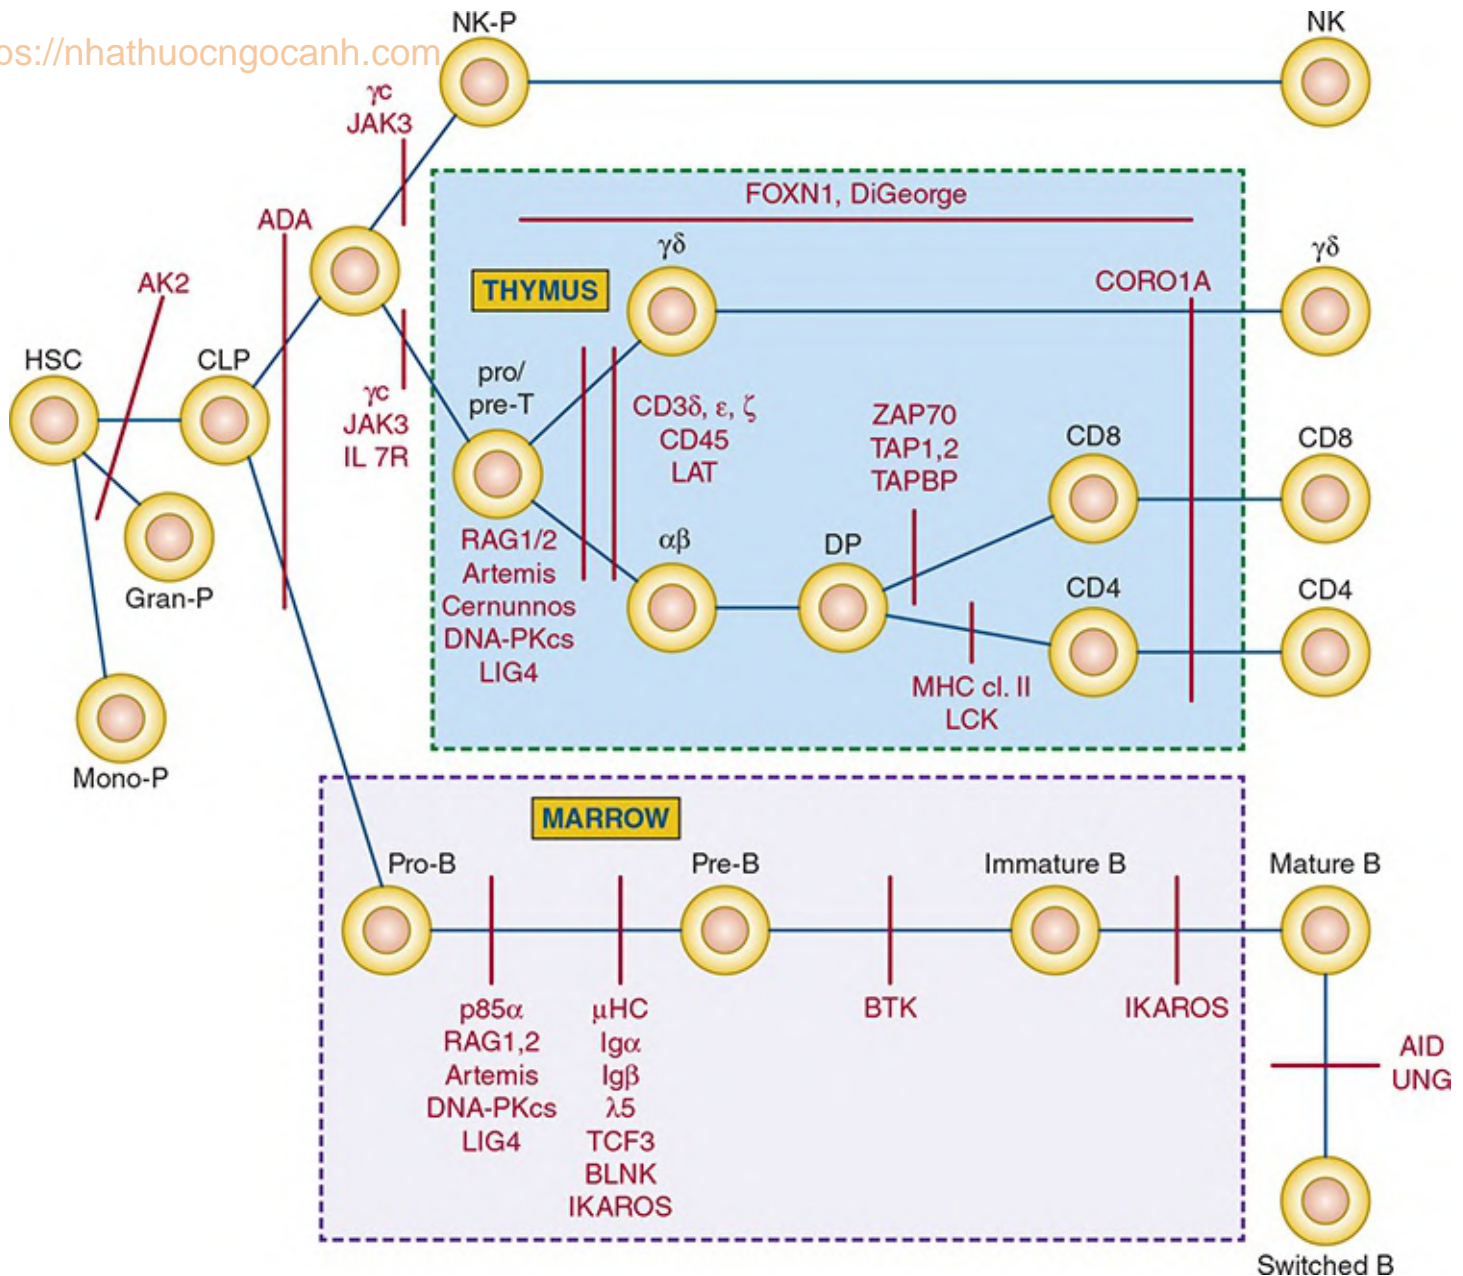 NK-P
NK
ps://nhathuocngocanh.com
γc
JAK3
FOXN1, DiGeorge
ADA
γδ
γδ
THYMUS
CORO1A
AK2
HSC
CLP
pro/
pre-T
γc
JAK3
IL 7R
CD3δ, ε, ζ
CD45
LAT
ZAP70
TAP1,2
TAPBP
CD8
CD8
RAG1/2
Artemis
Cernunnos
DNA-PKcs
LIG4
αβ
DP
CD4
CD4
Gran-P
MHC cl. II
LCK
Mono-P
MARROW
Pro-B
Pre-B
Immature B
Mature B
p85α
RAG1,2
Artemis
DNA-PKcs
LIG4
μHC
Igα
Igβ
λ5
TCF3
BLNK
IKAROS
BTK
IKAROS
AID
UNG
Switched B